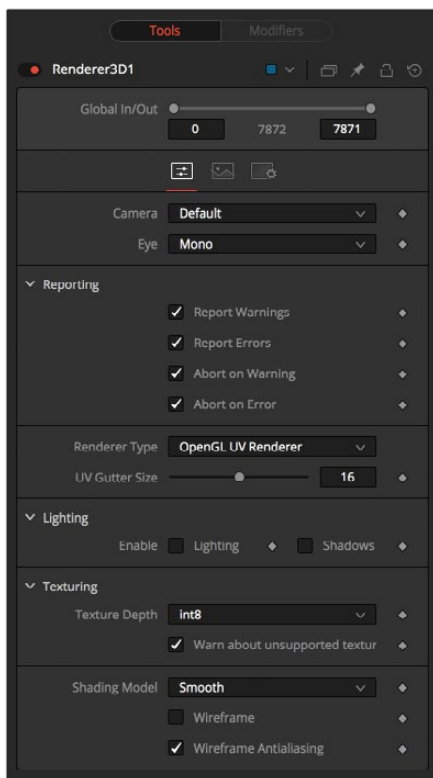 Tools Modifiers
Renderer3D1
Global In/Out
0 7872 7871
Camera Default
Eye Mono
Reporting
Report Warnings
Report Errors
Abort on Warning
Abort on Error
Renderer Type OpenGL UV Renderer
UV Gutter Size 16
Lighting
Enable Lighting Shadows
Texturing
Texture Depth int8
Warn about unsupported textur
Shading Model Smooth
Wireframe
Wireframe Antialiasing